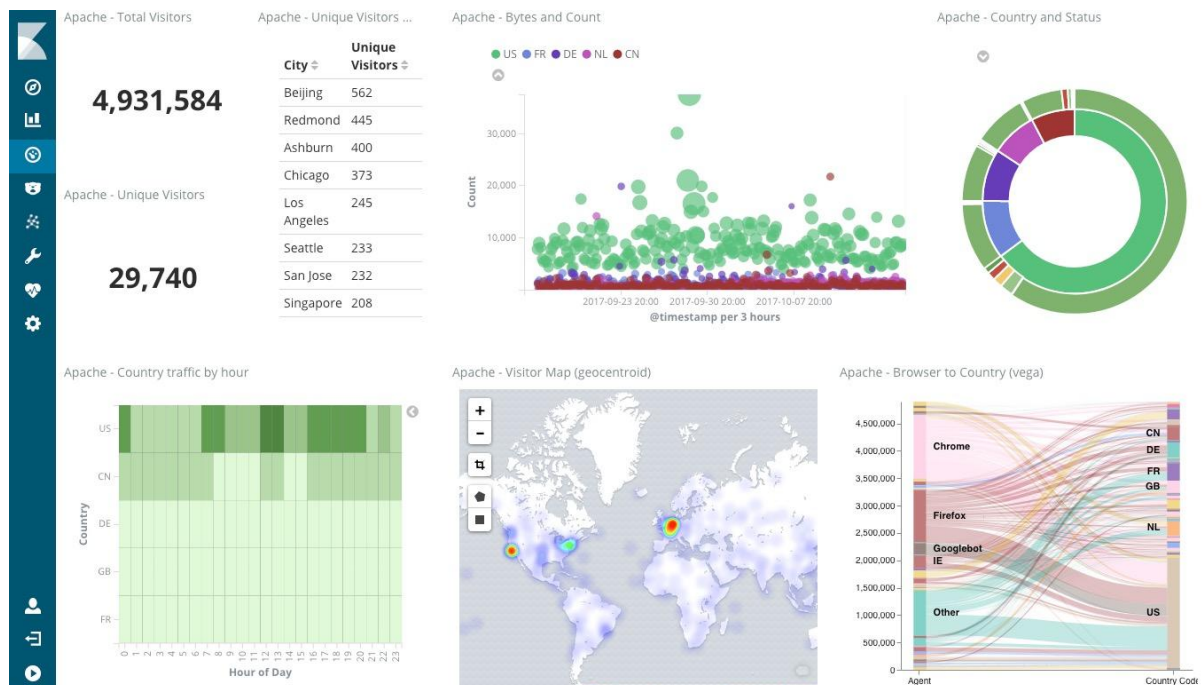 Apache - Total Visitors
4,931,584
Apache - Unique Visitors
29,740
Apache - Unique Visitors ...
City
Unique
Visitors
Beijing 562
Redmond 445
Ashburn 400
Chicago 373
Los
Angeles 245
Seattle 233
San Jose 232
Singapore 208
Apache - Bytes and Count
US FR DE NL CN
Count
30,000
20,000
10,000
2017-09-23 20:00 2017-09-30 20:00 2017-10-07 20:00
@timestamp per 3 hours
Apache - Country and Status
Apache - Country traffic by hour
Country
US
CN
DE
GB
FR
0 1 2 3 4 5 6 7 8 9 10 11 12 13 14 15 16 17 18 19 20 21 22 23
Hour of Day
Apache - Visitor Map (geocentroid)
+
−
Apache - Browser to Country (vega)
4,500,000
4,000,000
3,500,000
3,000,000
2,500,000
2,000,000
1,500,000
1,000,000
500,000
0
Chrome
Firefox
Googlebot
IE
Other
CN
DE
FR
GB
NL
US
Agent
Country Code